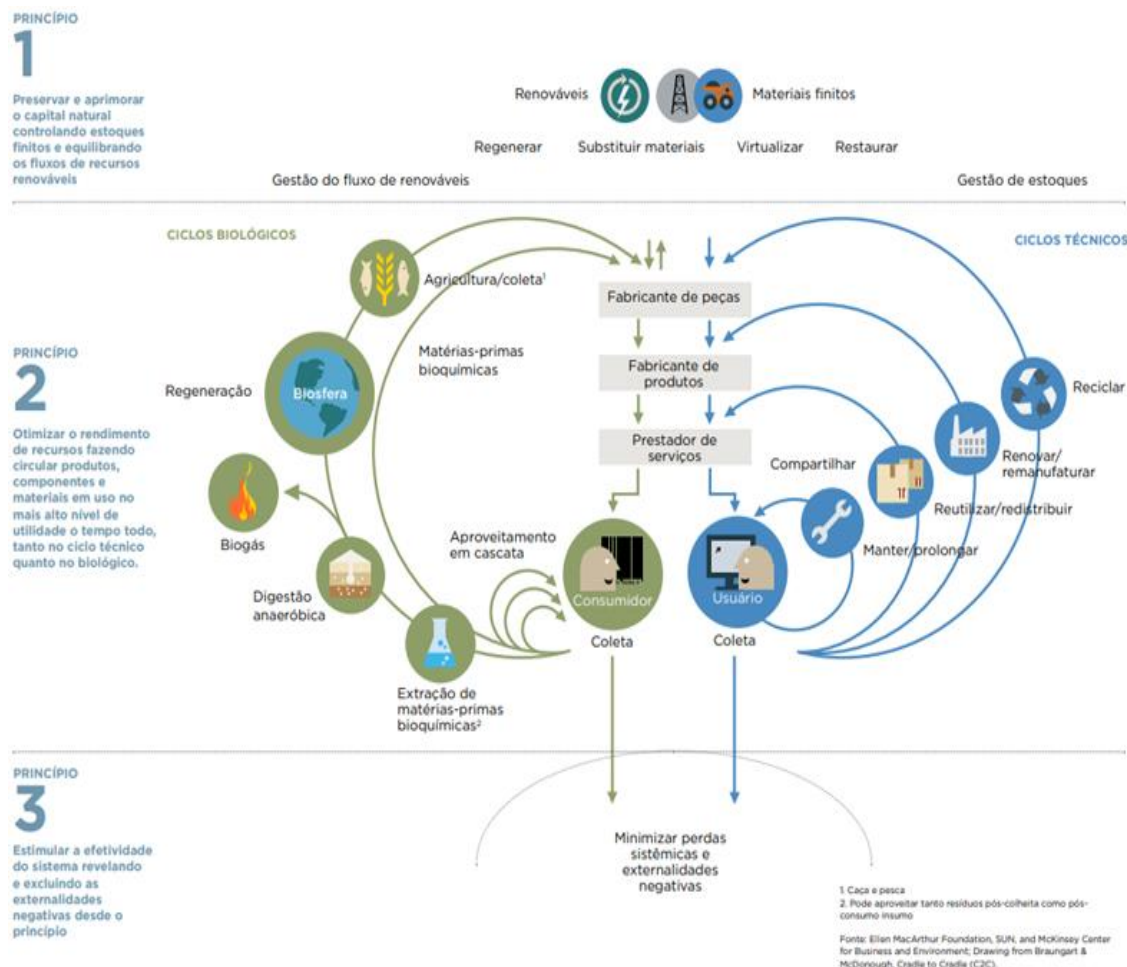 PRINCÍPIO
1
Preservar e aprimorar
o capital natural
controlando estoques
finitos e equilibrando
os fluxos de recursos
renováveis
Renováveis
Materiais finitos
Regenerar
Substituir materiais
Virtualizar
Restaurar
Gestão do fluxo de renováveis
Gestão de estoques
PRINCÍPIO
2
Otimizar o rendimento
de recursos fazendo
circular produtos,
componentes e
materiais em uso no
mais alto nível de
utilidade o tempo todo,
tanto no ciclo técnico
quanto no biológico.
CICLOS BIOLÓGICOS
CICLOS TÉCNICOS
Agricultura/coleta¹
Fabricante de peças
Matérias-primas
bioquímicas
Regeneração
Biosfera
Fabricante de
produtos
Reciclar
Prestador de
serviços
Compartilhar
Renovar/
remanufaturar
Reutilizar/redistribuir
Biogás
Aproveitamento
em cascata
Manter/prolongar
Digestão
anaeróbica
Consumidor
Usuário
Coleta
Coleta
Extração de
matérias-primas
bioquímicas²
PRINCÍPIO
3
Estimular a efetividade
do sistema revelando
e excluindo as
externalidades
negativas desde o
princípio
Minimizar perdas
sistêmicas e
externalidades
negativas
1. Caça e pesca
2. Pode aproveitar tanto resíduos pós-colheita como pós-
consumo insumo
Fonte: Ellen MacArthur Foundation, SUN, and McKinsey Center
for Business and Environment; Drawing from Braungart &
McDonough, Cradle to Cradle (C2C).